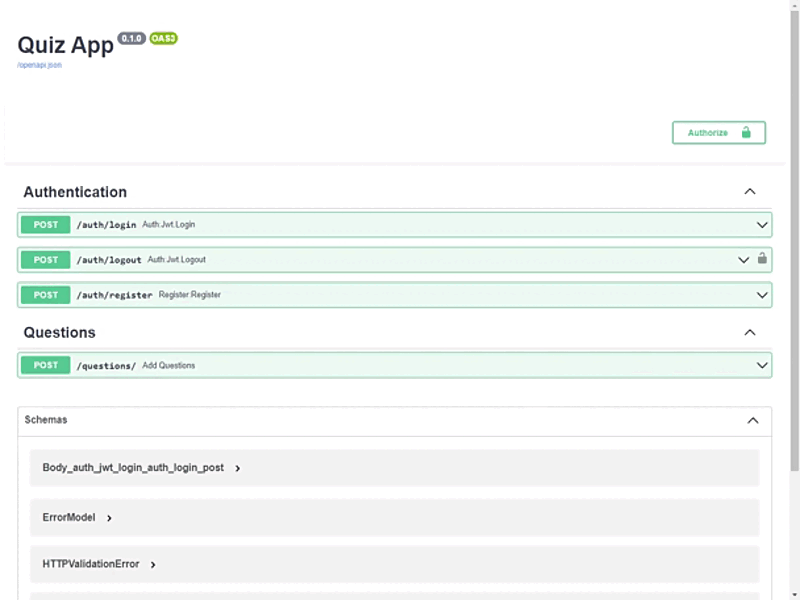 Quiz App 0.1.0 OAS3
/openapi.json
Authorize
Authentication
POST /auth/login Auth:Jwt.Login
POST /auth/logout Auth:Jwt.Logout
POST /auth/register Register:Register
Questions
POST /questions/ Add Questions
Schemas
Body_auth_jwt_login_auth_login_post
ErrorModel
HTTPValidationError